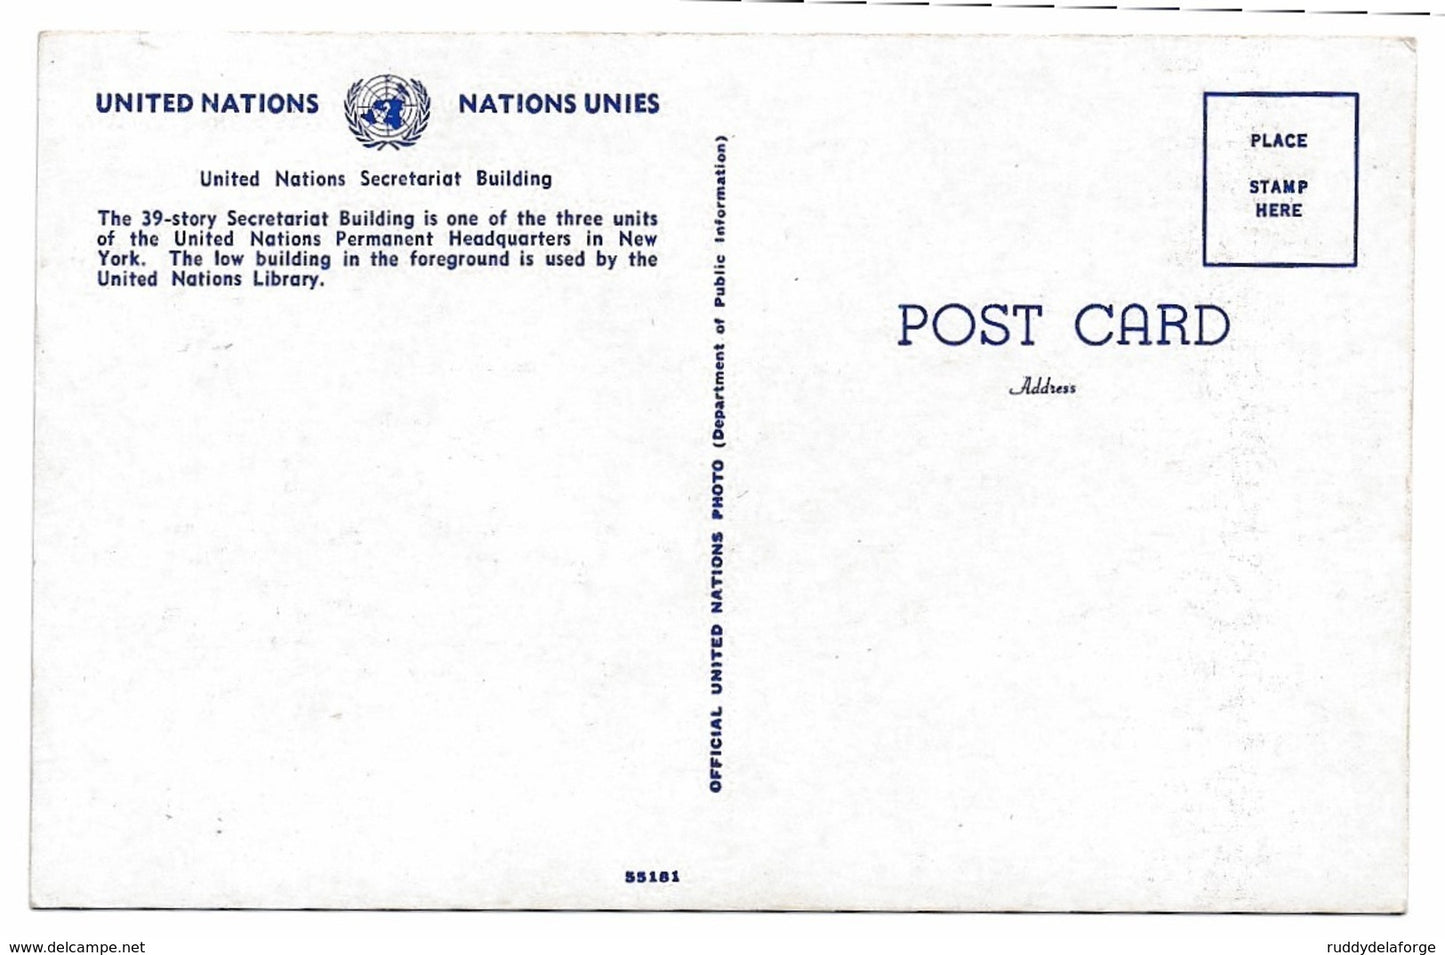 UNITED NATIONS NATIONS UNIES
United Nations Secretariat Building
The 39-story Secretariat Building is one of the three units
of the United Nations Permanent Headquarters in New
York. The low building in the foreground is used by the
United Nations Library.
OFFICIAL UNITED NATIONS PHOTO (Department of Public Information)
PLACE
STAMP
HERE
POST CARD
Address
55181
www.delcampe.net
ruddydelaforge